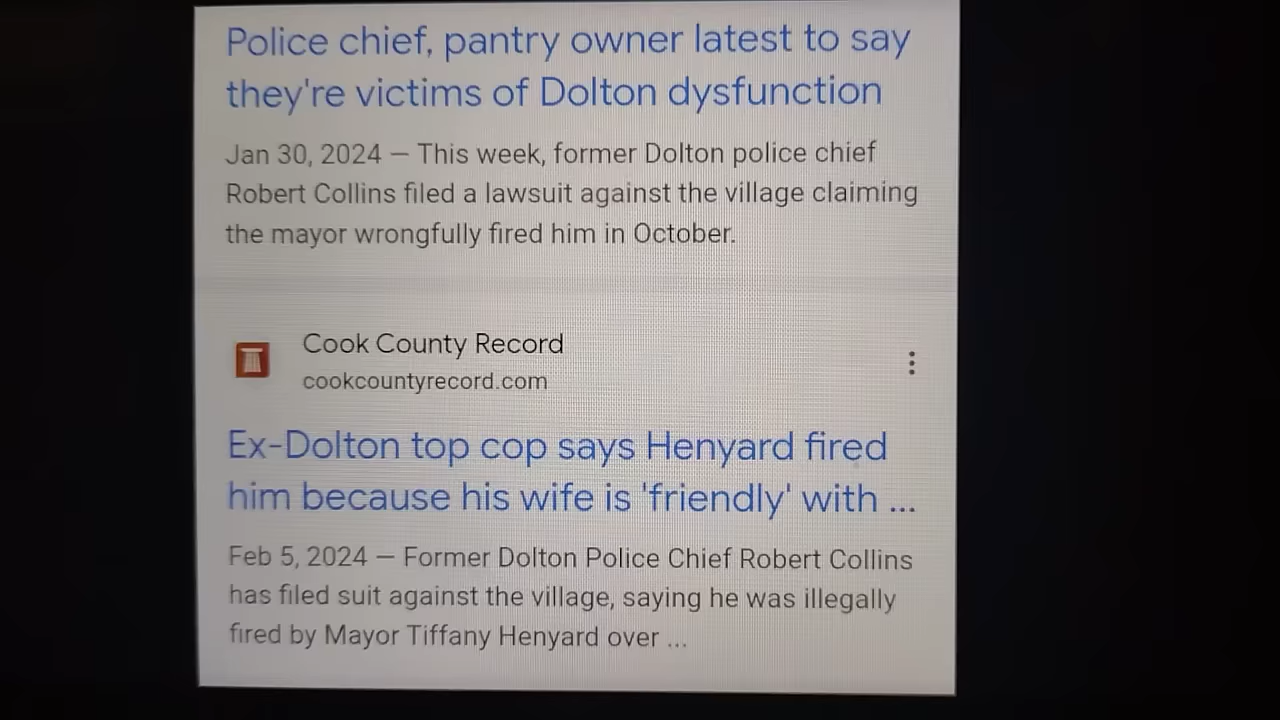 Police chief, pantry owner latest to say
they're victims of Dolton dysfunction
Jan 30, 2024 — This week, former Dolton police chief
Robert Collins filed a lawsuit against the village claiming
the mayor wrongfully fired him in October.
Cook County Record
cookcountyrecord.com
Ex-Dolton top cop says Henyard fired
him because his wife is 'friendly' with ...
Feb 5, 2024 — Former Dolton Police Chief Robert Collins
has filed suit against the village, saying he was illegally
fired by Mayor Tiffany Henyard over ...